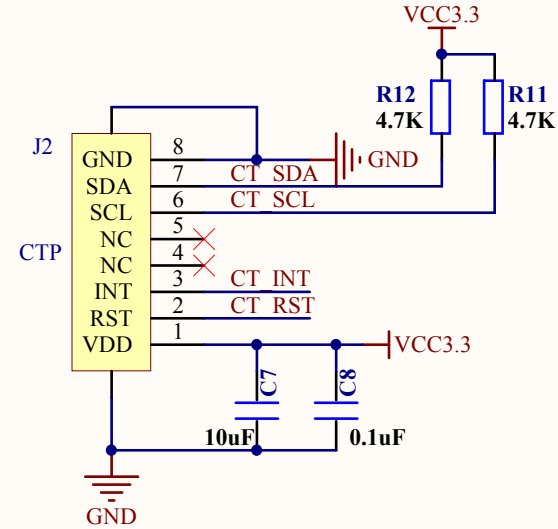 VCC3.3
R12
R11
4.7K
4.7K
J2
GND
8
GND
SDA
7
CT_SDA
SCL
6
CT_SCL
NC
5
CTP
NC
4
INT
3
CT_INT
RST
2
CT_RST
VDD
1
VCC3.3
C7
C8
10uF
0.1uF
GND